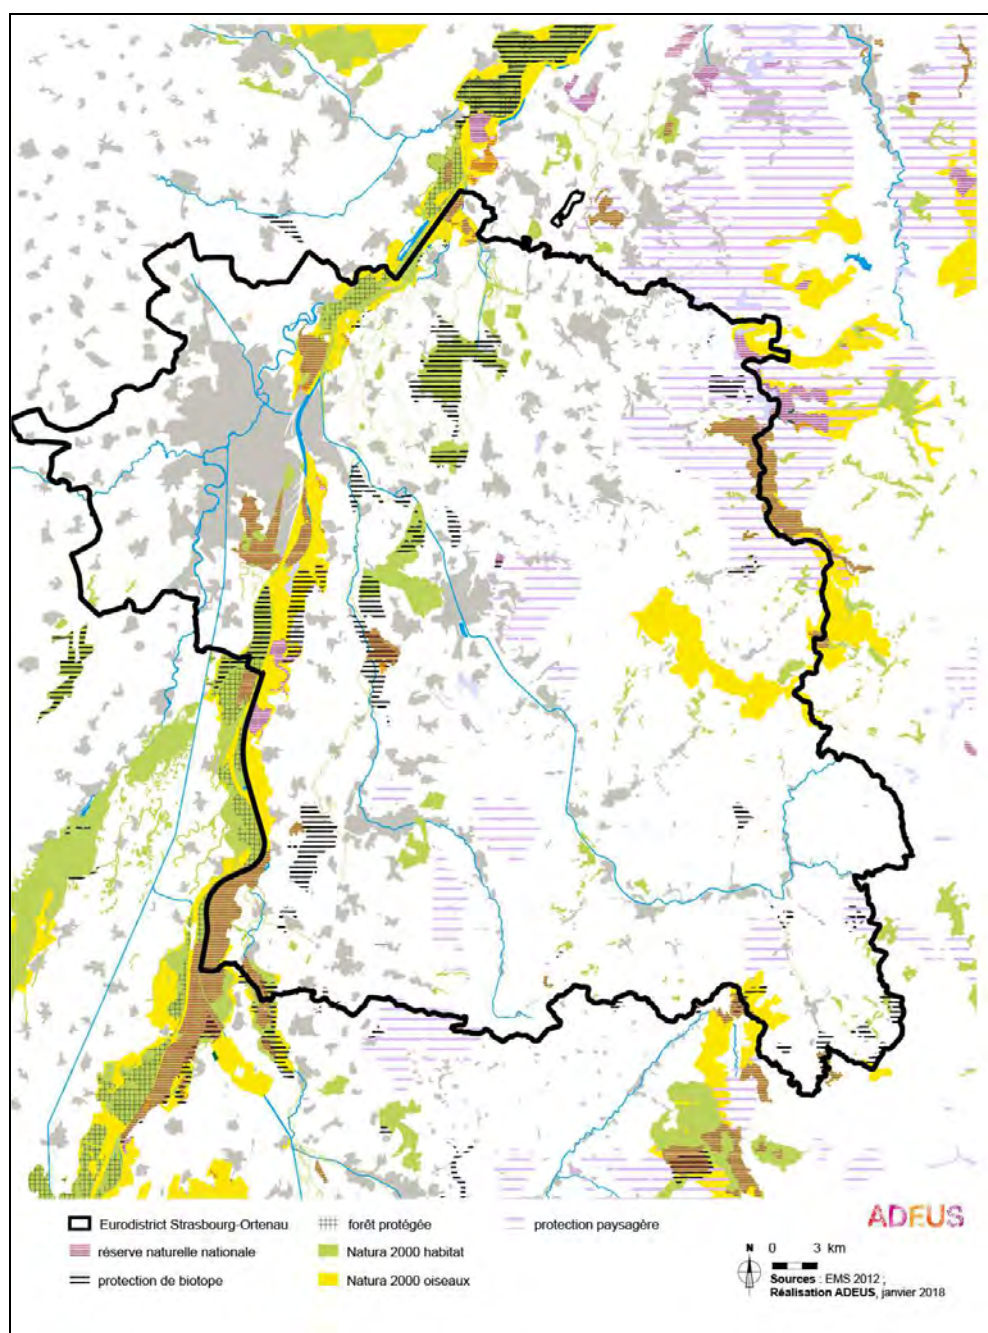 Eurodistrict Strasbourg-Ortenau
réserve naturelle nationale
protection de biotope
forêt protégée
Natura 2000 habitat
Natura 2000 oiseaux
protection paysagère
ADEUS
N 0 3 km
Sources : EMS 2012 ;
Réalisation ADEUS, janvier 2018